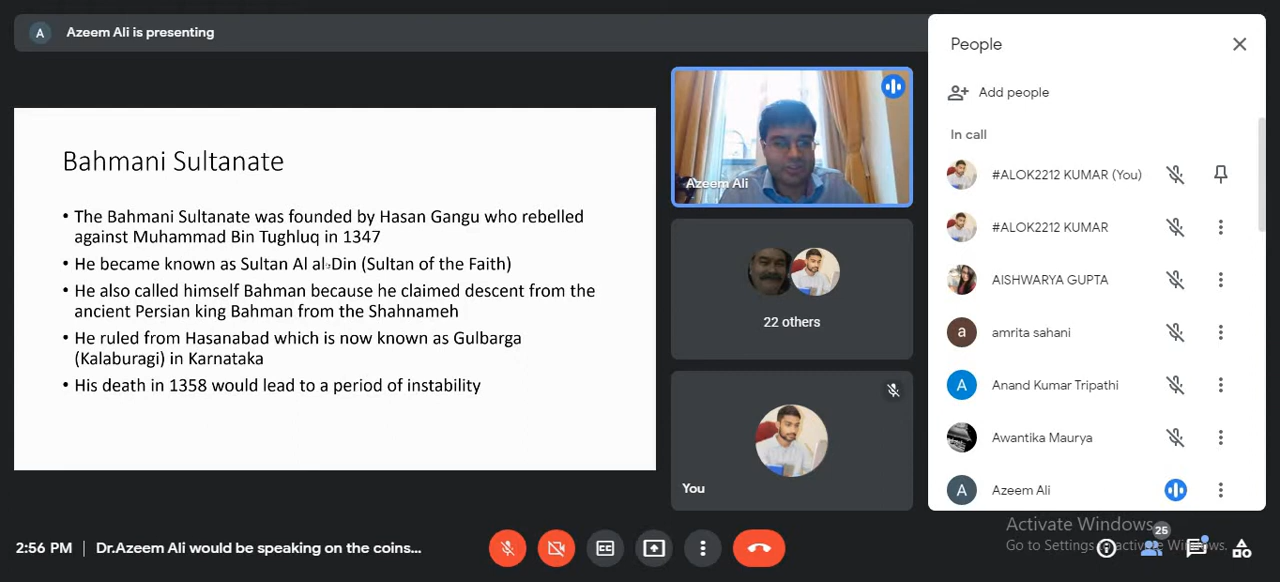 A Azeem Ali is presenting
Bahmani Sultanate
• The Bahmani Sultanate was founded by Hasan Gangu who rebelled
against Muhammad Bin Tughluq in 1347
• He became known as Sultan Al al-Din (Sultan of the Faith)
• He also called himself Bahman because he claimed descent from the
ancient Persian king Bahman from the Shahnameh
• He ruled from Hasanabad which is now known as Gulbarga
(Kalaburagi) in Karnataka
• His death in 1358 would lead to a period of instability
Azeem Ali
22 others
You
People
Add people
In call
#ALOK2212 KUMAR (You)
#ALOK2212 KUMAR
AISHWARYA GUPTA
a amrita sahani
A Anand Kumar Tripathi
Awantika Maurya
A Azeem Ali
Activate Windows
Go to Settings to activate Windows.
25
2:56 PM | Dr.Azeem Ali would be speaking on the coins...
CC